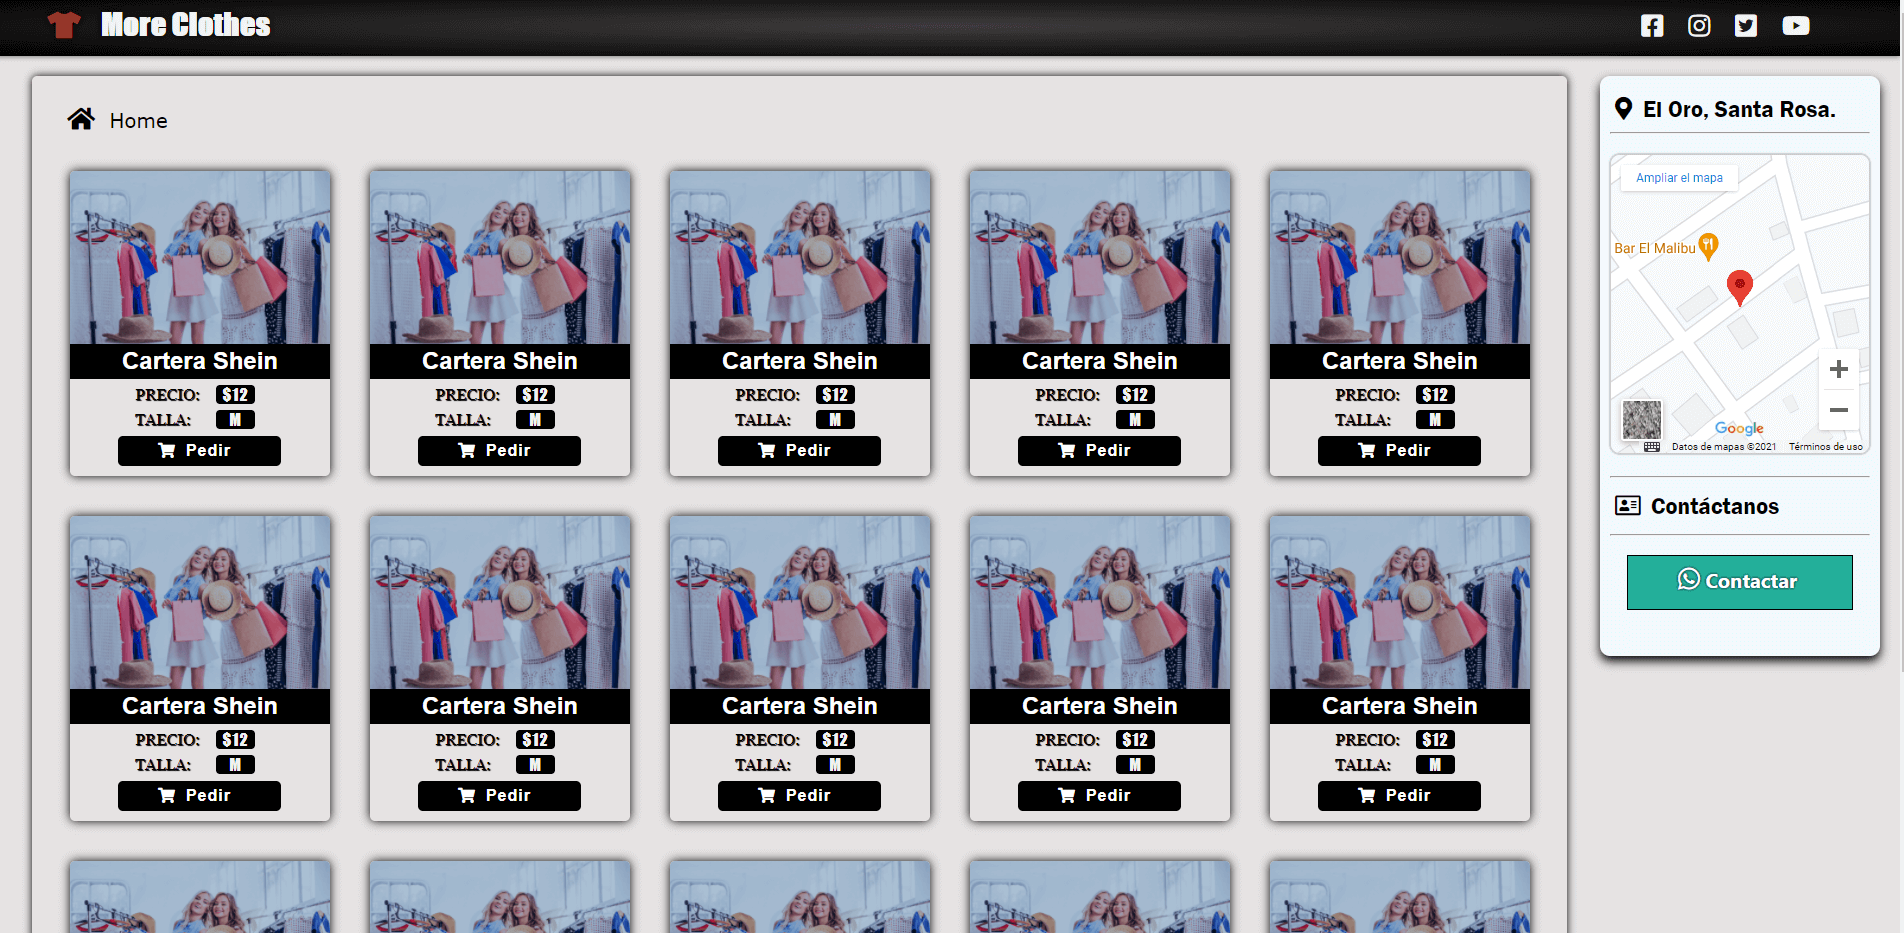 More Clothes
Home
Cartera Shein Cartera Shein Cartera Shein Cartera Shein Cartera Shein
PRECIO: $12 PRECIO: $12 PRECIO: $12 PRECIO: $12 PRECIO: $12
TALLA: M TALLA: M TALLA: M TALLA: M TALLA: M
Pedir Pedir Pedir Pedir Pedir
Cartera Shein Cartera Shein Cartera Shein Cartera Shein Cartera Shein
PRECIO: $12 PRECIO: $12 PRECIO: $12 PRECIO: $12 PRECIO: $12
TALLA: M TALLA: M TALLA: M TALLA: M TALLA: M
Pedir Pedir Pedir Pedir Pedir
El Oro, Santa Rosa.
Ampliar el mapa
Bar El Malibu
Google
Datos de mapas ©2021 Términos de uso
Contáctanos
Contactar